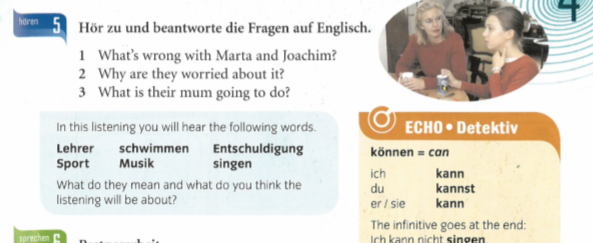 hören 5 Hör zu und beantworte die Fragen auf Englisch.
1 What's wrong with Marta and Joachim?
2 Why are they worried about it?
3 What is their mum going to do?
In this listening you will hear the following words.
Lehrer schwimmen Entschuldigung
Sport Musik singen
What do they mean and what do you think the
listening will be about?
sprechen 6
4
ECHO • Detektiv
können = can
ich kann
du kannst
er / sie kann
The infinitive goes at the end:
Ich kann nicht singen